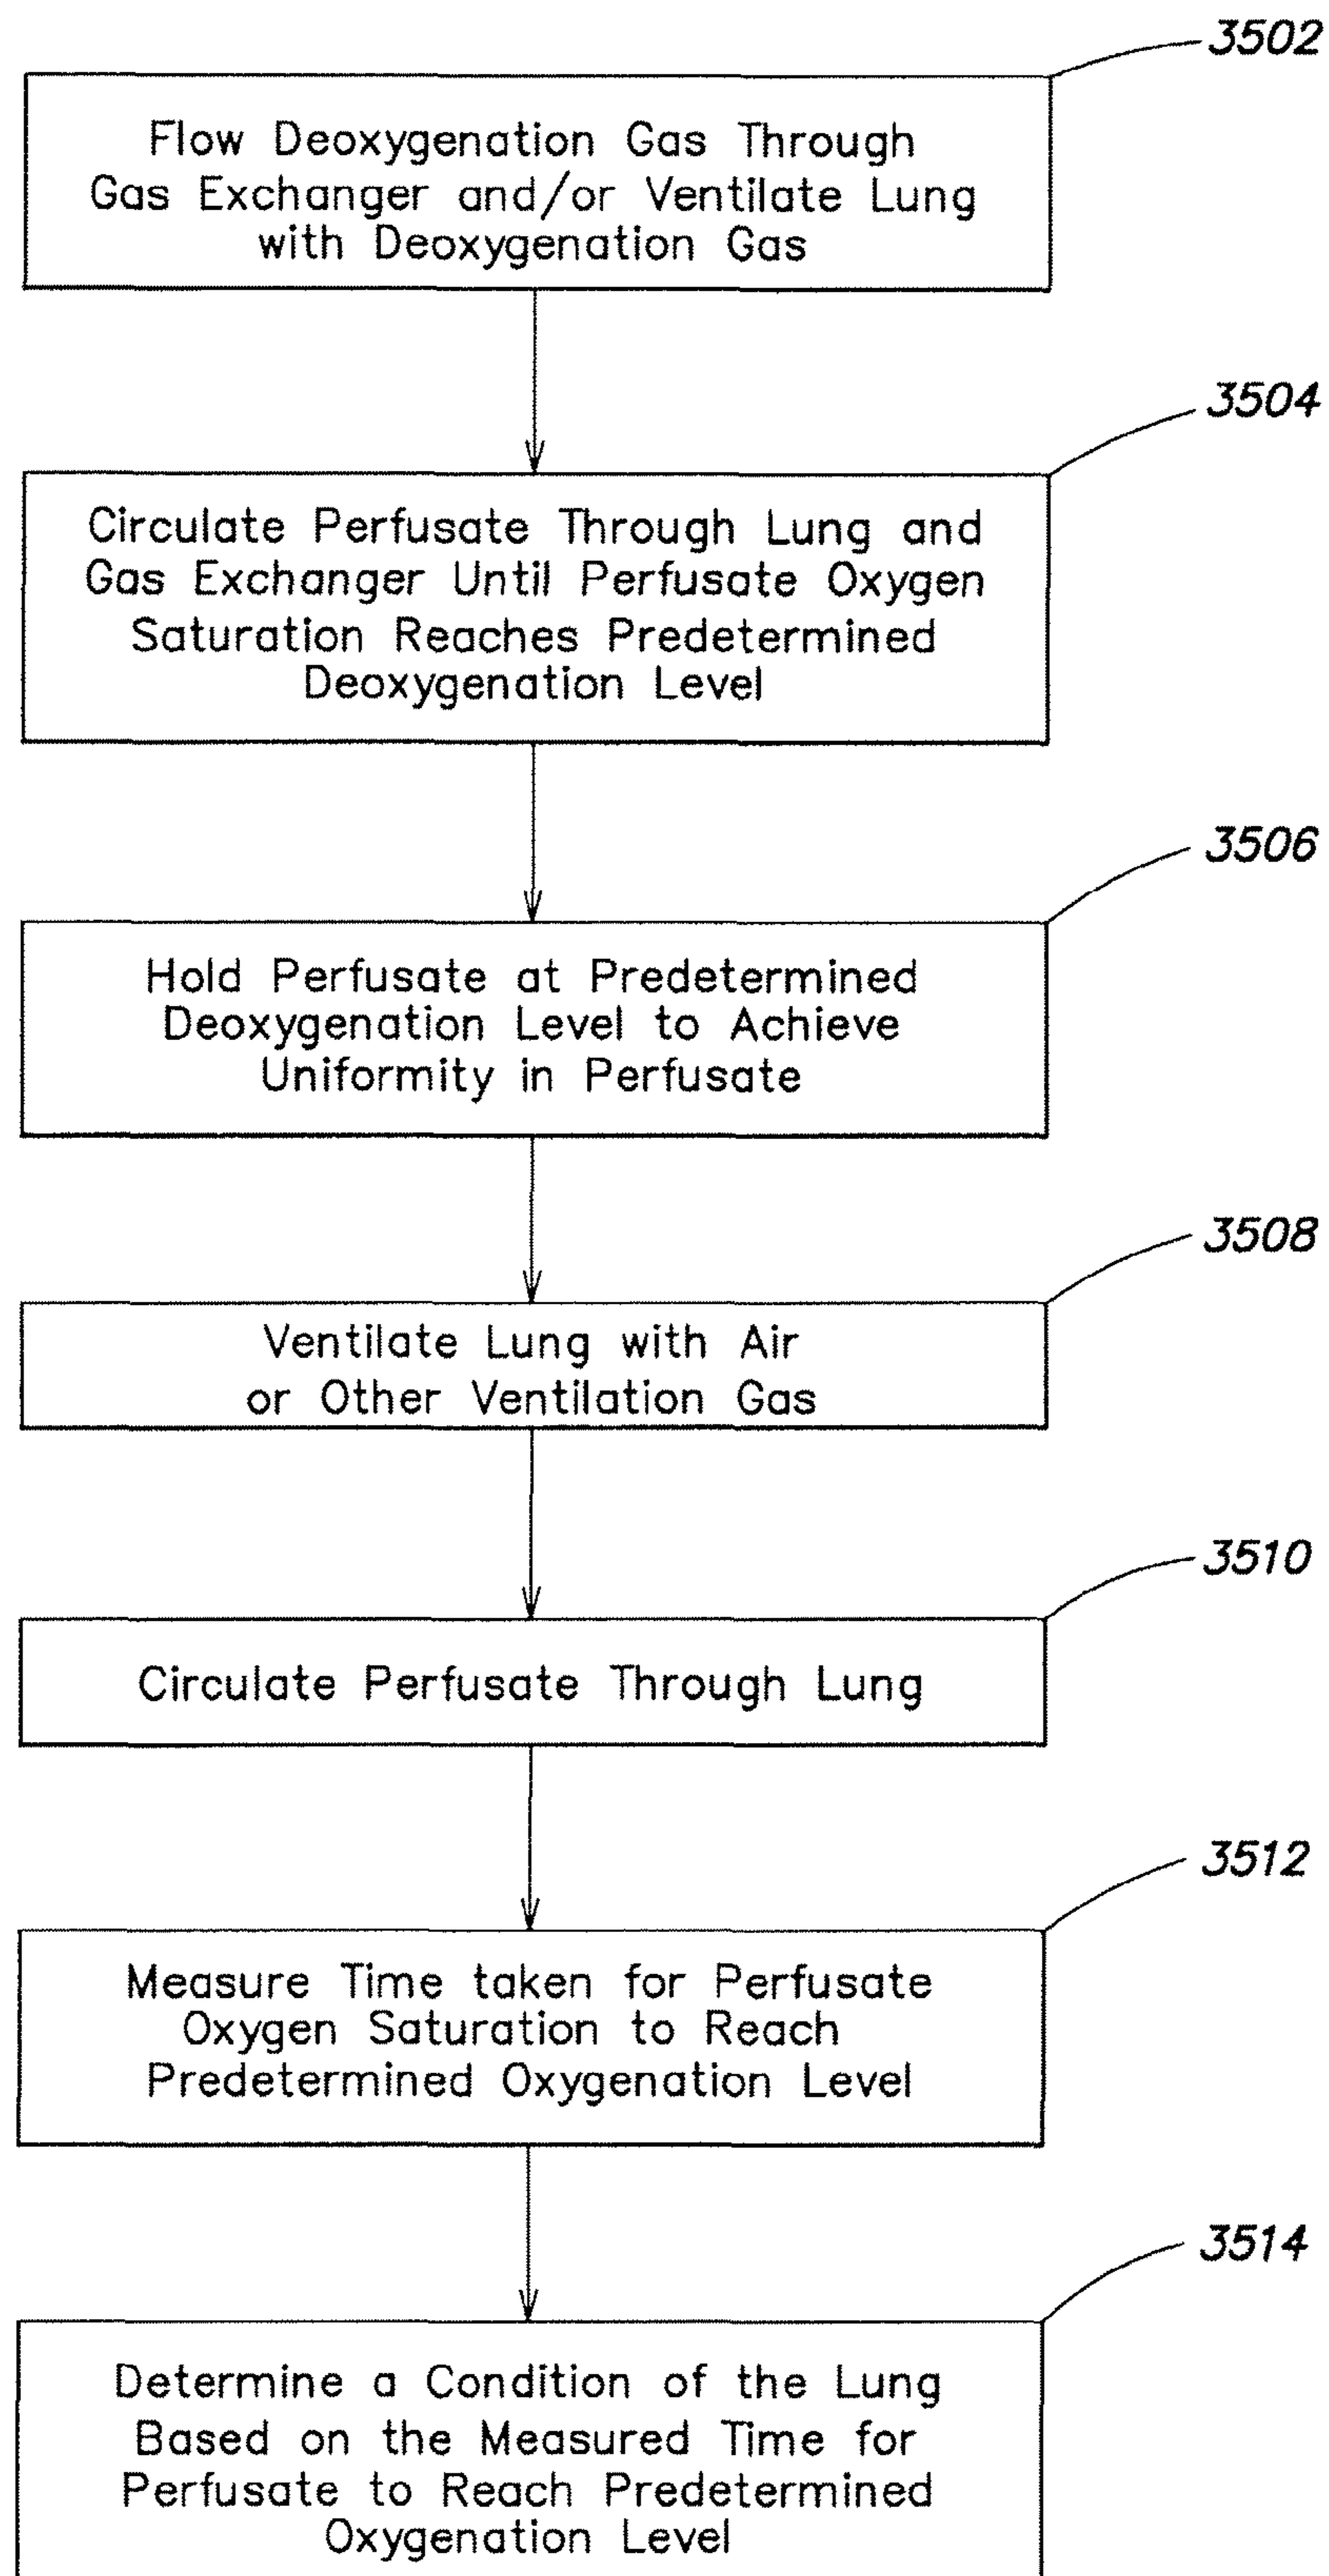 3502
Flow Deoxygenation Gas Through
Gas Exchanger and/or Ventilate Lung
with Deoxygenation Gas
3504
Circulate Perfusate Through Lung and
Gas Exchanger Until Perfusate Oxygen
Saturation Reaches Predetermined
Deoxygenation Level
3506
Hold Perfusate at Predetermined
Deoxygenation Level to Achieve
Uniformity in Perfusate
3508
Ventilate Lung with Air
or Other Ventilation Gas
3510
Circulate Perfusate Through Lung
3512
Measure Time taken for Perfusate
Oxygen Saturation to Reach
Predetermined Oxygenation Level
3514
Determine a Condition of the Lung
Based on the Measured Time for
Perfusate to Reach Predetermined
Oxygenation Level